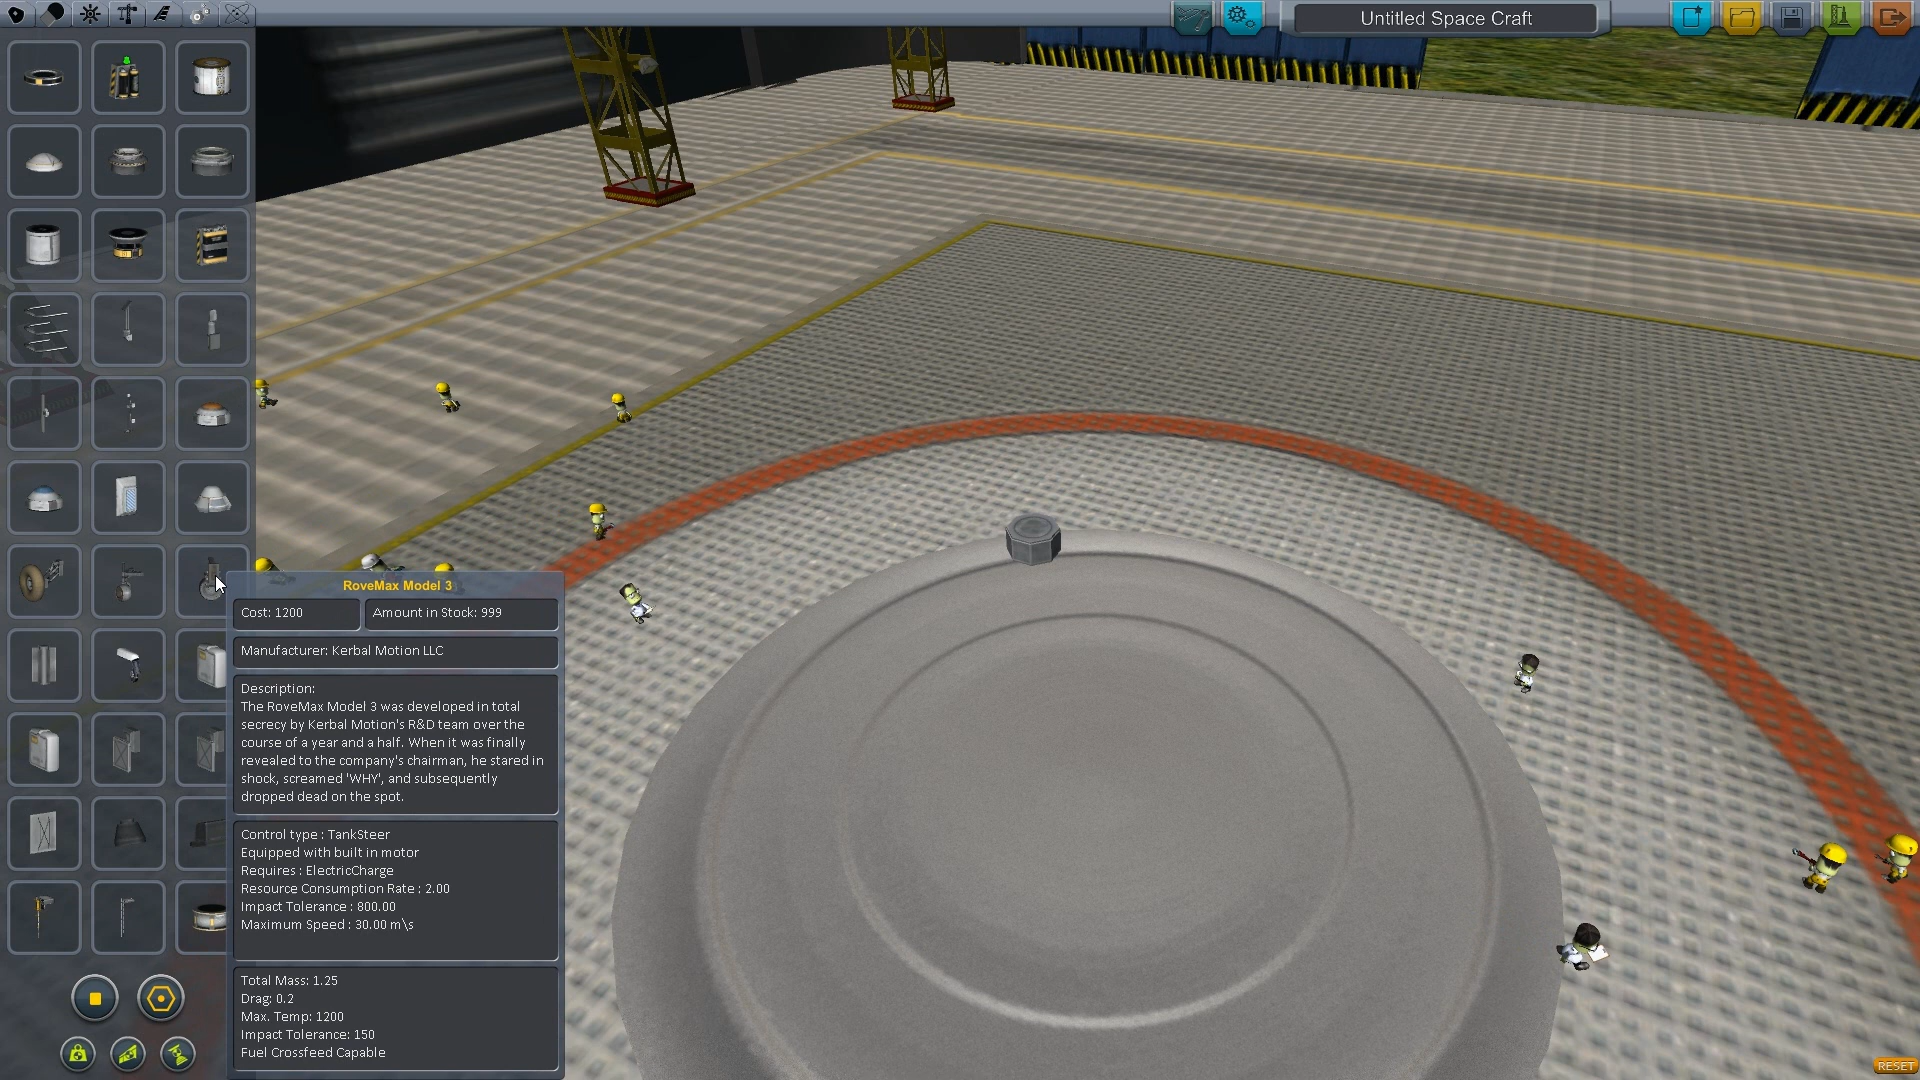 Untitled Space Craft
RoveMax Model 3
Cost: 1200
Amount in Stock: 999
Manufacturer: Kerbal Motion LLC
Description:
The RoveMax Model 3 was developed in total
secrecy by Kerbal Motion's R&D team over the
course of a year and a half. When it was finally
revealed to the company's chairman, he stared in
shock, screamed 'WHY', and subsequently
dropped dead on the spot.
Control type : TankSteer
Equipped with built in motor
Requires : ElectricCharge
Resource Consumption Rate : 2.00
Impact Tolerance : 800.00
Maximum Speed : 30.00 m\s
Total Mass: 1.25
Drag: 0.2
Max. Temp: 1200
Impact Tolerance: 150
Fuel Crossfeed Capable
RESET